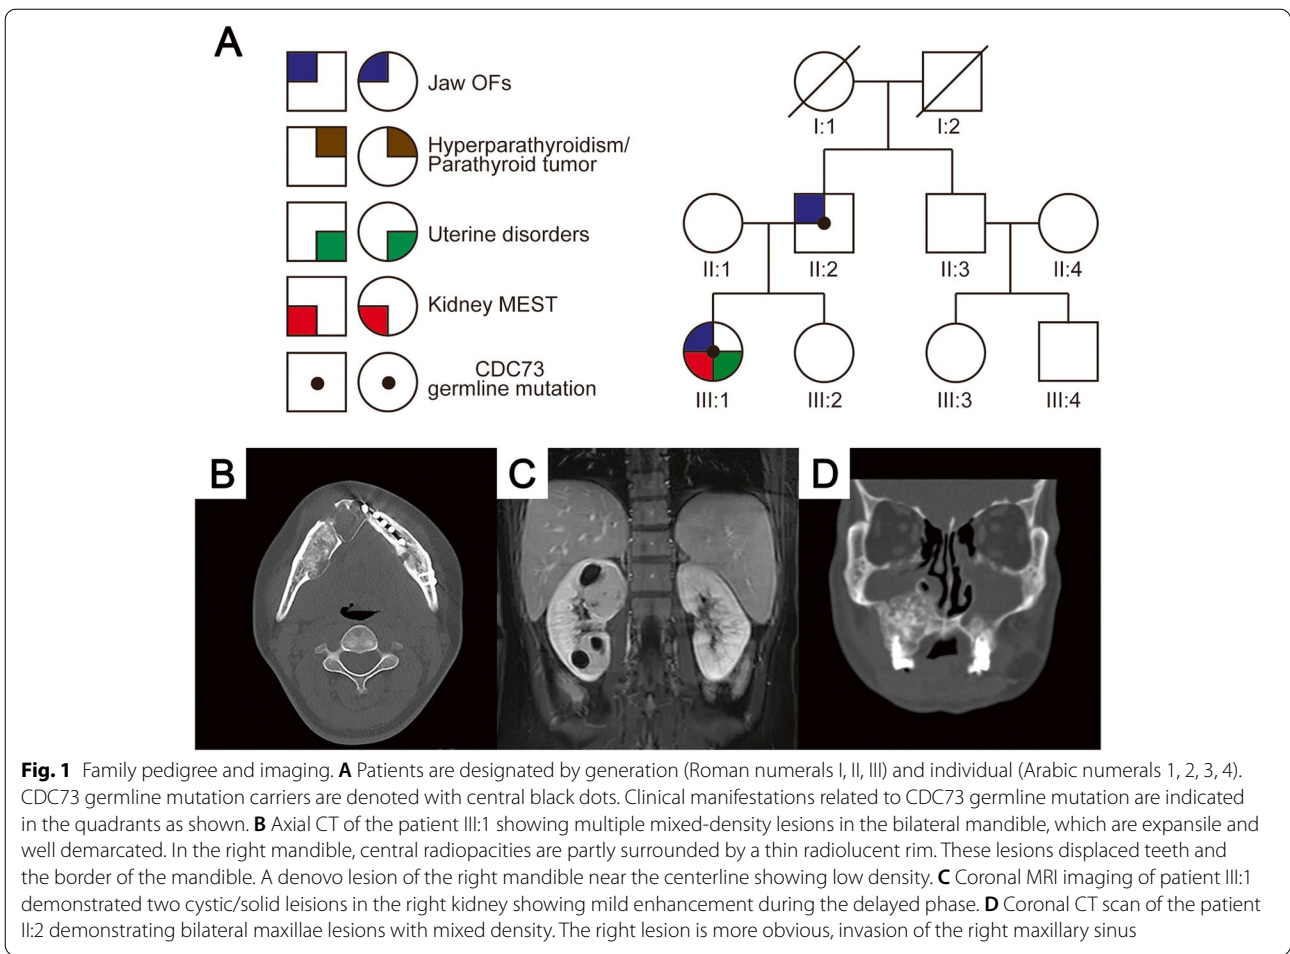 A
Jaw OFs
Hyperparathyroidism/
Parathyroid tumor
Uterine disorders
Kidney MEST
CDC73
germline mutation
I:1
I:2
II:1
II:2
II:3
II:4
III:1
III:2
III:3
III:4
B
C
D
Fig. 1 Family pedigree and imaging. A Patients are designated by generation (Roman numerals I, II, III) and individual (Arabic numerals 1, 2, 3, 4).
CDC73 germline mutation carriers are denoted with central black dots. Clinical manifestations related to CDC73 germline mutation are indicated
in the quadrants as shown. B Axial CT of the patient III:1 showing multiple mixed-density lesions in the bilateral mandible, which are expansile and
well demarcated. In the right mandible, central radiopacities are partly surrounded by a thin radiolucent rim. These lesions displaced teeth and
the border of the mandible. A denovo lesion of the right mandible near the centerline showing low density. C Coronal MRI imaging of patient III:1
demonstrated two cystic/solid leisions in the right kidney showing mild enhancement during the delayed phase. D Coronal CT scan of the patient
II:2 demonstrating bilateral maxillae lesions with mixed density. The right lesion is more obvious, invasion of the right maxillary sinus